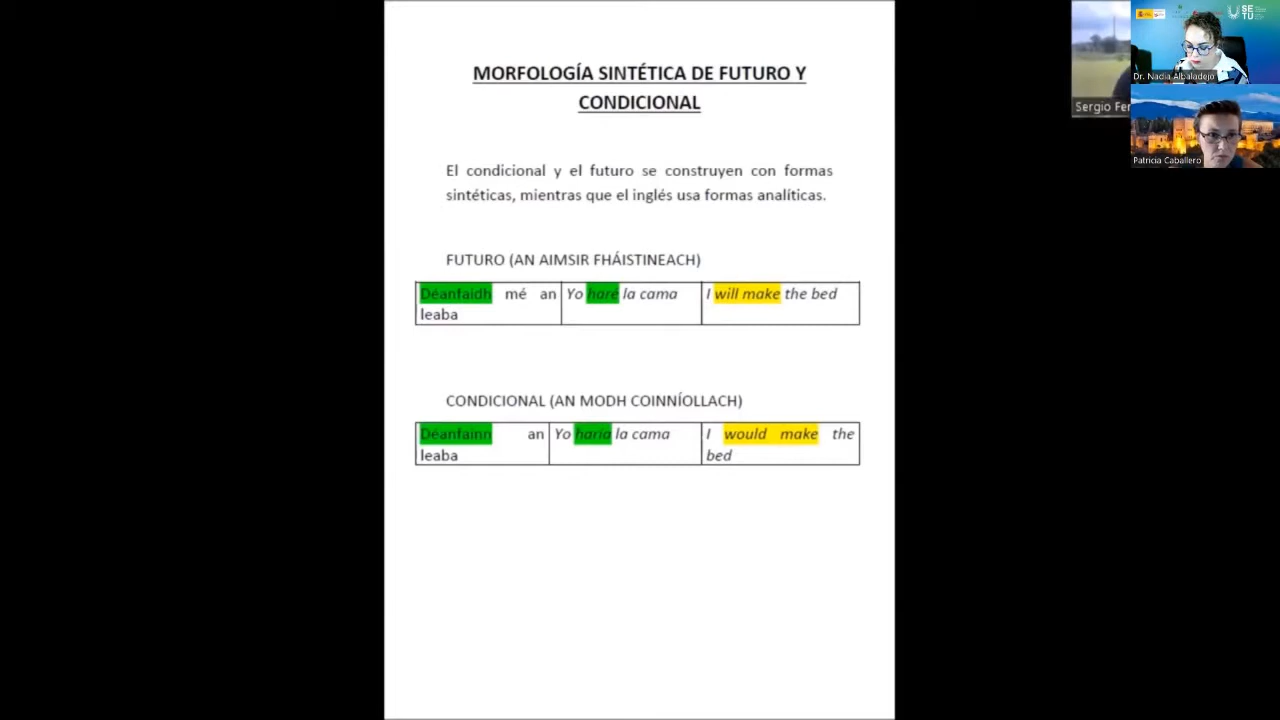 MORFOLOGÍA SINTÉTICA DE FUTURO Y
CONDICIONAL
El condicional y el futuro se construyen con formas
sintéticas, mientras que el inglés usa formas analíticas.
FUTURO (AN AIMSIR FHÁISTINEACH)
Déanfaidh mé an
leaba
Yo haré la cama
I will make the bed
CONDICIONAL (AN MODH COINNÍOLLACH)
Déanfainn an
leaba
Yo haría la cama
I would make the
bed
SETU
Dr. Nadia Albaladejo
Sergio Fer
Patricia Caballero